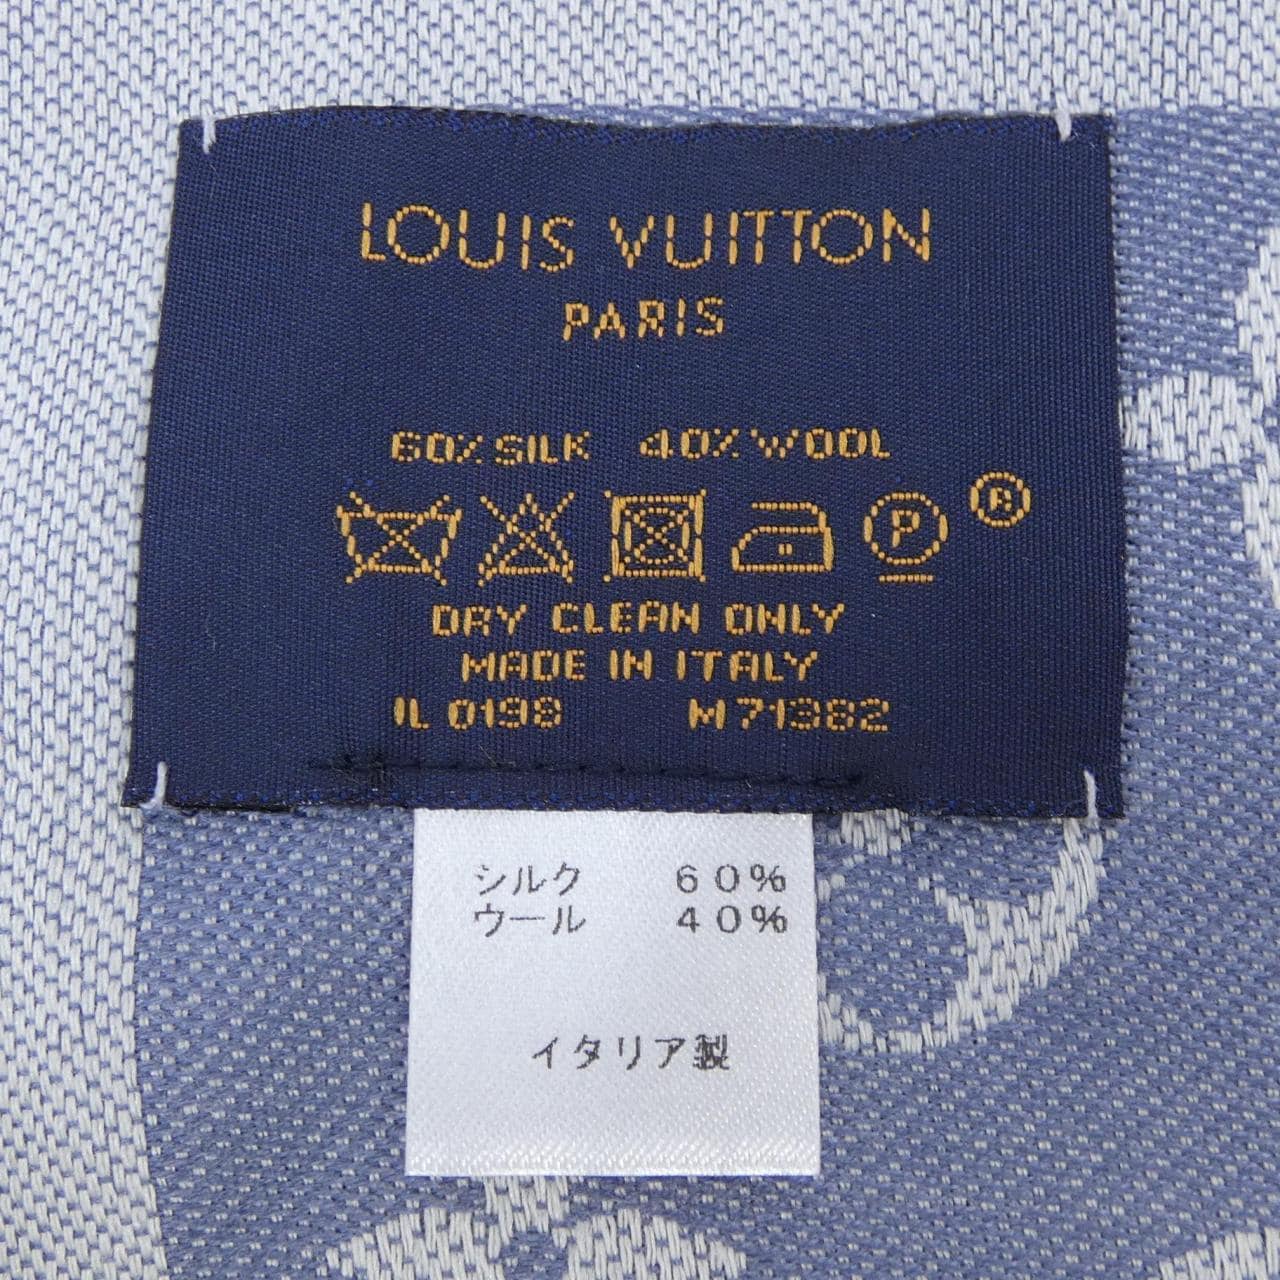 LOUIS VUITTON
PARIS
60% SILK 40% WOOL
P ®
DRY CLEAN ONLY
MADE IN ITALY
IL 0198 M71382
シルク 60%
ウール 40%
イタリア製